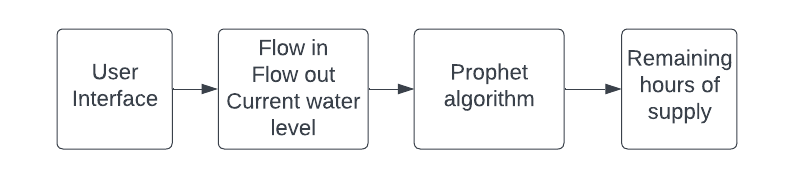 User
Interface
Flow in
Flow out
Current water
level
Prophet
algorithm
Remaining
hours of
supply